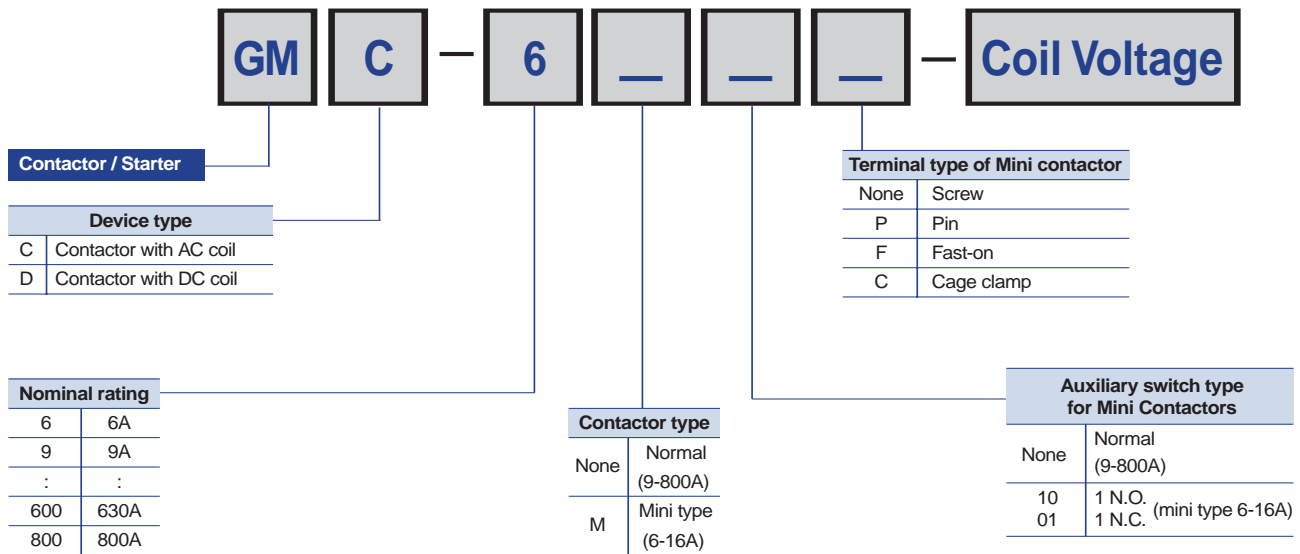 GM C – 6 _ _ _ – Coil Voltage
Contactor / Starter
Device type
C Contactor with AC coil
D Contactor with DC coil
Terminal type of Mini contactor
None Screw
P Pin
F Fast-on
C Cage clamp
Nominal rating
6 6A
9 9A
: :
600 630A
800 800A
Contactor type
None Normal
(9-800A)
M Mini type
(6-16A)
Auxiliary switch type
for Mini Contactors
None Normal
(9-800A)
10 1 N.O. (mini type 6-16A)
01 1 N.C.